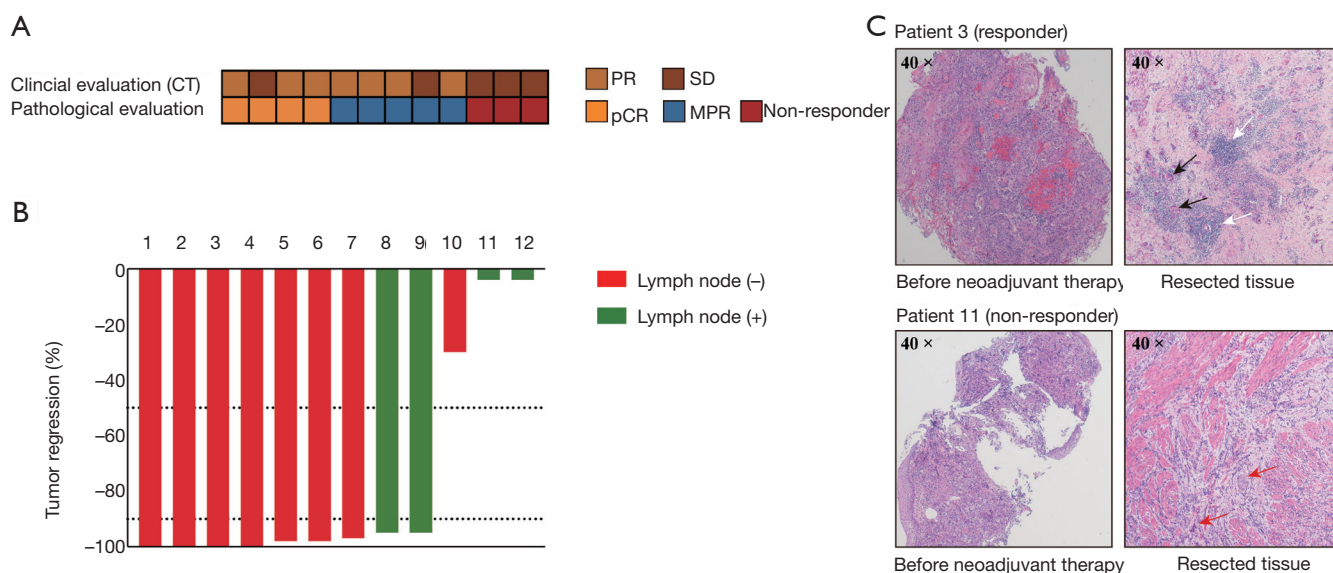 A
Clincial evaluation (CT)
Pathological evaluation
PR
SD
pCR
MPR
Non-responder
B
1 2 3 4 5 6 7 8 9 10 11 12
0
−20
−40
−60
−80
−100
Tumor regression (%)
Lymph node (−)
Lymph node (+)
C
Patient 3 (responder)
40 ×
40 ×
Before neoadjuvant therapy
Resected tissue
Patient 11 (non-responder)
40 ×
40 ×
Before neoadjuvant therapy
Resected tissue